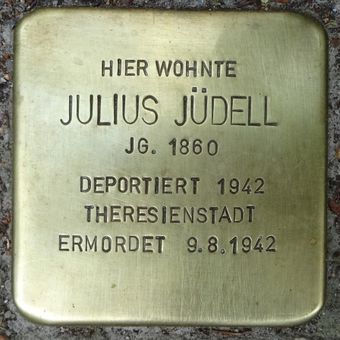 HIER WOHNTE
JULIUS JÜDELL
JG. 1860
DEPORTIERT 1942
THERESIENSTADT
ERMORDET 9.8.1942